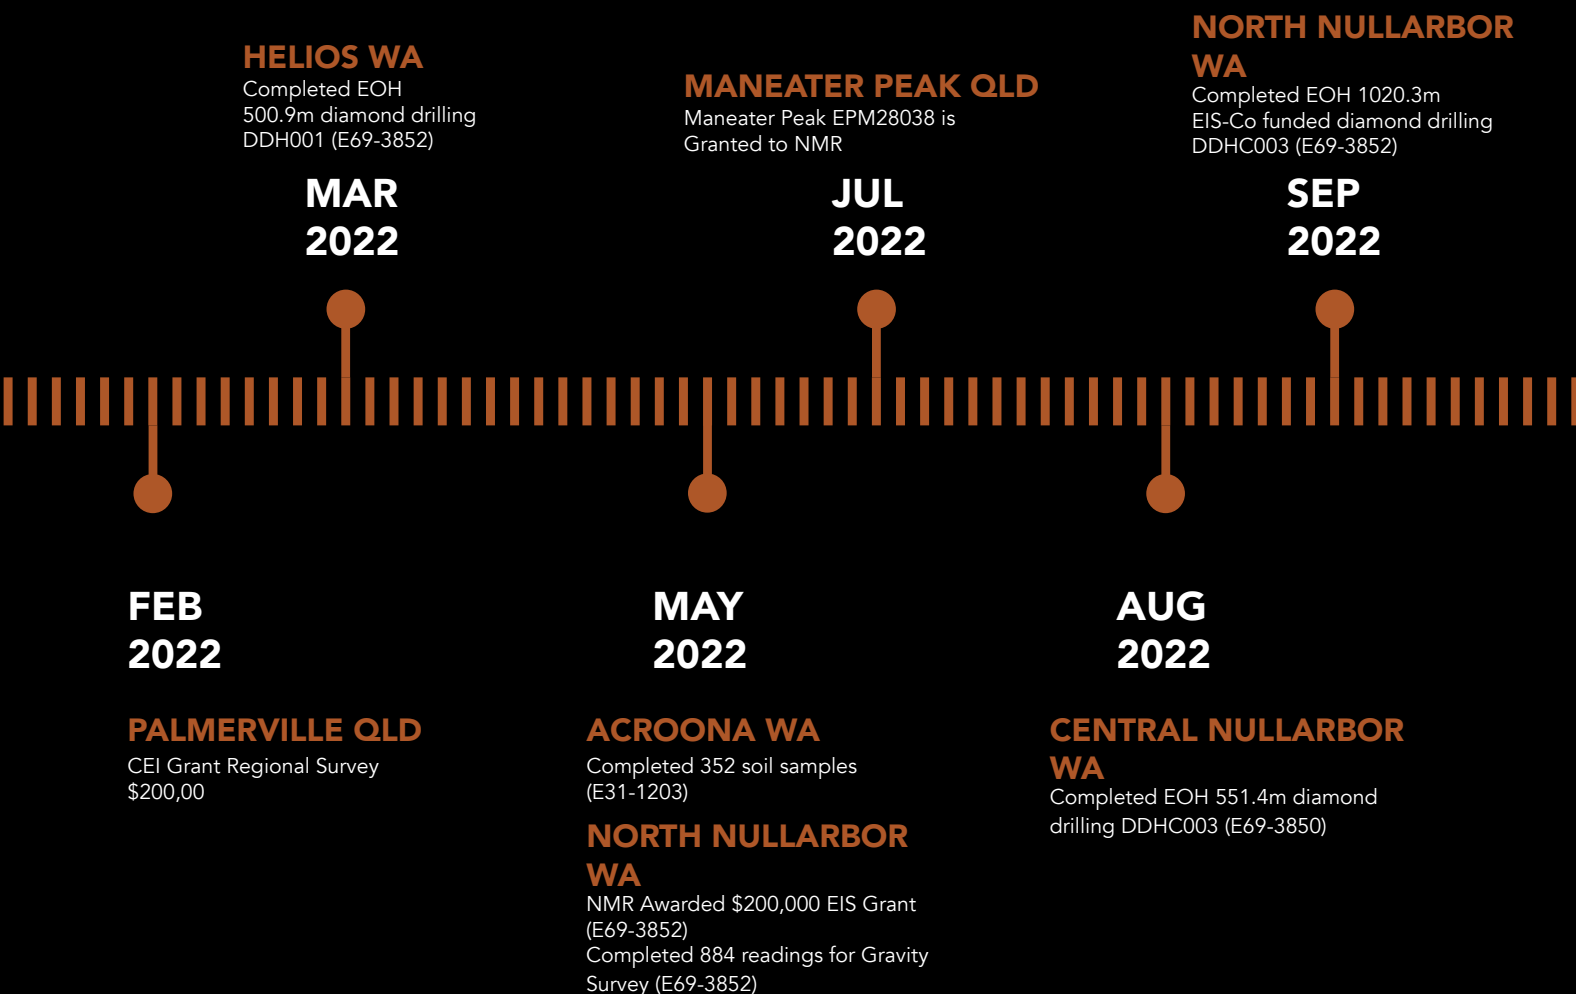 HELIOS WA
Completed EOH
500.9m diamond drilling
DDH001 (E69-3852)
MAR
2022
MANEATER PEAK QLD
Maneater Peak EPM28038 is
Granted to NMR
JUL
2022
NORTH NULLARBOR
WA
Completed EOH 1020.3m
EIS-Co funded diamond drilling
DDHC003 (E69-3852)
SEP
2022
FEB
2022
PALMERVILLE QLD
CEI Grant Regional Survey
$200,00
MAY
2022
ACROONA WA
Completed 352 soil samples
(E31-1203)
NORTH NULLARBOR
WA
NMR Awarded $200,000 EIS Grant
(E69-3852)
Completed 884 readings for Gravity
Survey (E69-3852)
AUG
2022
CENTRAL NULLARBOR
WA
Completed EOH 551.4m diamond
drilling DDHC003 (E69-3850)